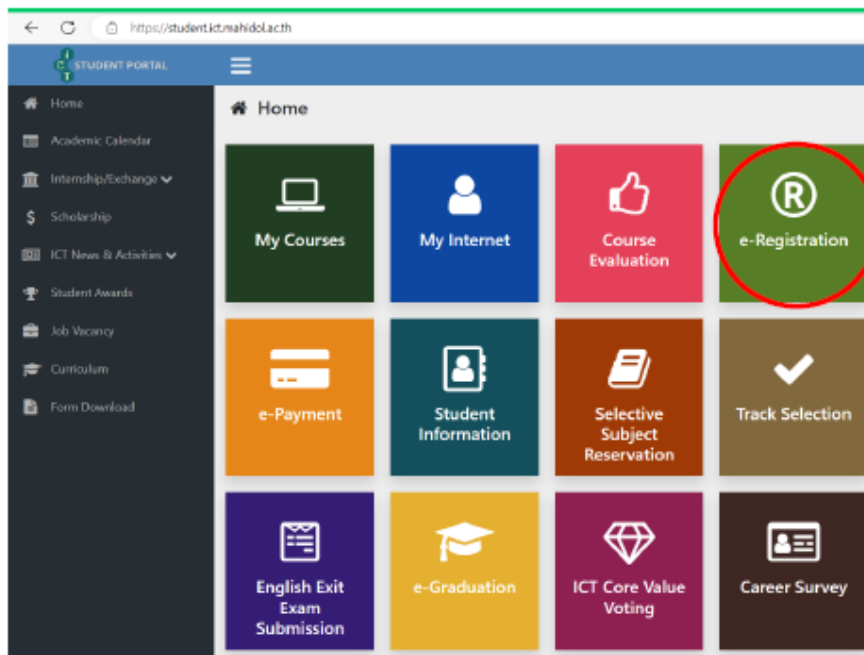 https://student.ict.mahidol.ac.th
ICT STUDENT PORTAL
Home
Academic Calendar
Internship/Exchange
Scholarship
ICT News & Activities
Student Awards
Job Vacancy
Curriculum
Form Download
Home
My Courses
My Internet
Course
Evaluation
®
e-Registration
e-Payment
Student
Information
Selective
Subject
Reservation
Track Selection
English Exit
Exam
Submission
e-Graduation
ICT Core Value
Voting
Career Survey